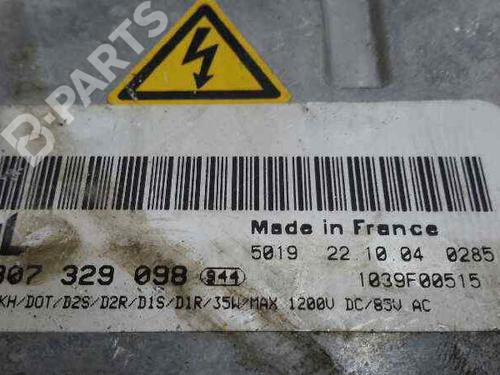 B-PARTS
Made in France
5019 22.10.04 0285
307 329 098 944 1039F00515
KH/DOT/D2S/D2R/D1S/D1R/35W/MAX 1200V DC/85V AC